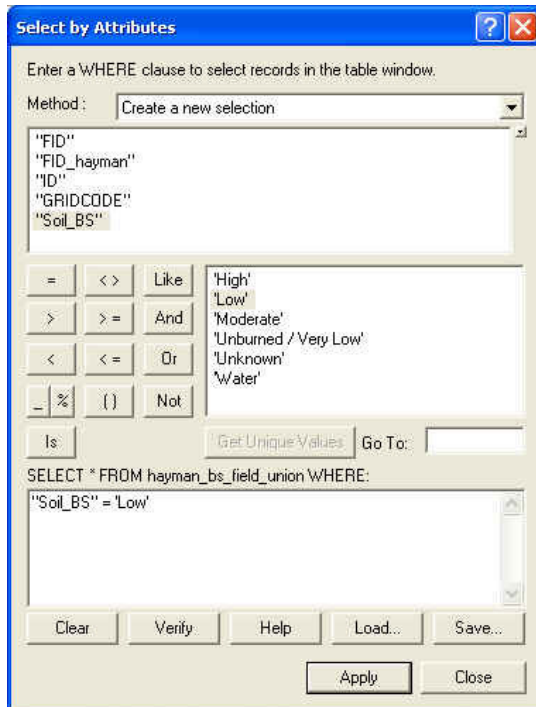 Select by Attributes
Enter a WHERE clause to select records in the table window.
Method : Create a new selection
"FID"
"FID_hayman"
"ID"
"GRIDCODE"
"Soil_BS"
= < > Like
> > = And
< < = Or
_ % ( ) Not
Is
'High'
'Low'
'Moderate'
'Unburned / Very Low'
'Unknown'
'Water'
Get Unique Values Go To:
SELECT * FROM hayman_bs_field_union WHERE:
"Soil_BS" = 'Low'
Clear Verify Help Load... Save...
Apply Close